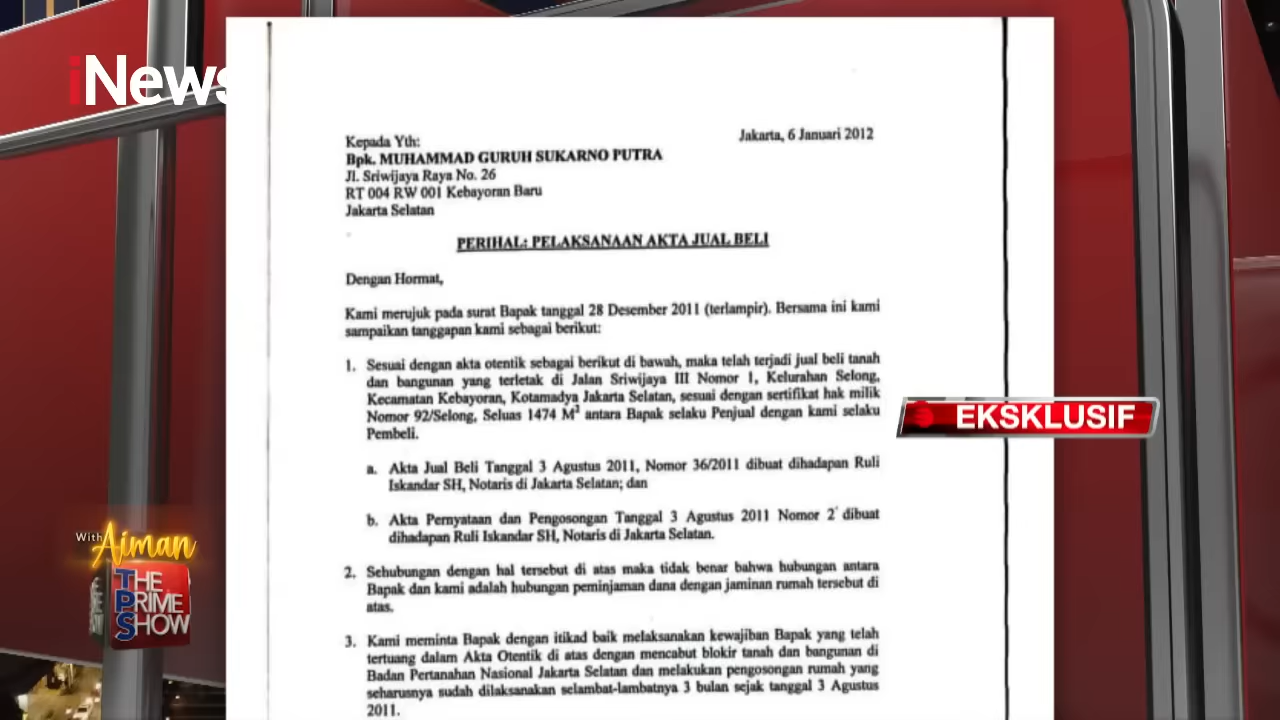 iNews
Jakarta, 6 Januari 2012
Kepada Yth:
Bpk. MUHAMMAD GURUH SUKARNO PUTRA
Jl. Sriwijaya Raya No. 26
RT 004 RW 001 Kebayoran Baru
Jakarta Selatan
PERIHAL: PELAKSANAAN AKTA JUAL BELI
Dengan Hormat,
Kami merujuk pada surat Bapak tanggal 28 Desember 2011 (terlampir). Bersama ini kami
sampaikan tanggapan kami sebagai berikut:
1. Sesuai dengan akta otentik sebagai berikut di bawah, maka telah terjadi jual beli tanah
dan bangunan yang terletak di Jalan Sriwijaya III Nomor 1, Kelurahan Selong,
Kecamatan Kebayoran, Kotamadya Jakarta Selatan, sesuai dengan sertifikat hak milik
Nomor 92/Selong, Seluas 1474 M² antara Bapak selaku Penjual dengan kami selaku
Pembeli.
a. Akta Jual Beli Tanggal 3 Agustus 2011, Nomor 36/2011 dibuat dihadapan Ruli
Iskandar SH, Notaris di Jakarta Selatan; dan
b. Akta Pernyataan dan Pengosongan Tanggal 3 Agustus 2011 Nomor 2 dibuat
dihadapan Ruli Iskandar SH, Notaris di Jakarta Selatan.
2. Sehubungan dengan hal tersebut di atas maka tidak benar bahwa hubungan antara
Bapak dan kami adalah hubungan peminjaman dana dengan jaminan rumah tersebut di
atas.
3. Kami meminta Bapak dengan itikad baik melaksanakan kewajiban Bapak yang telah
tertuang dalam Akta Otentik di atas dengan mencabut blokir tanah dan bangunan di
Badan Pertanahan Nasional Jakarta Selatan dan melakukan pengosongan rumah yang
seharusnya sudah dilaksanakan selambat-lambatnya 3 bulan sejak tanggal 3 Agustus
2011.
EKSKLUSIF
With Aiman
THE
PRIME
SHOW
TPS